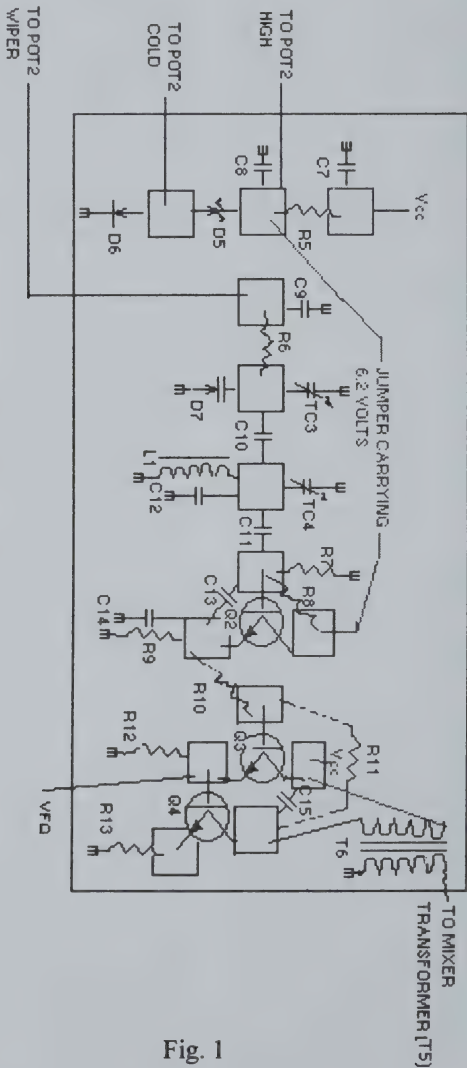 TO POT2
WIPER
TO POT2
COLD
TO POT2
HIGH
C8
C7
Vcc
D6
D5
R5
C9
R6
JUMPER CARRYING
6.2 VOLTS
D7
TC3
C10
L1
C12
TC4
C11
R7
R8
C13
Q2
C14
R9
R10
R11
Q3
Vcc
R12
C15
VFO
Q4
R13
T6
TO MIXER
TRANSFORMER (T5)
Fig. 1